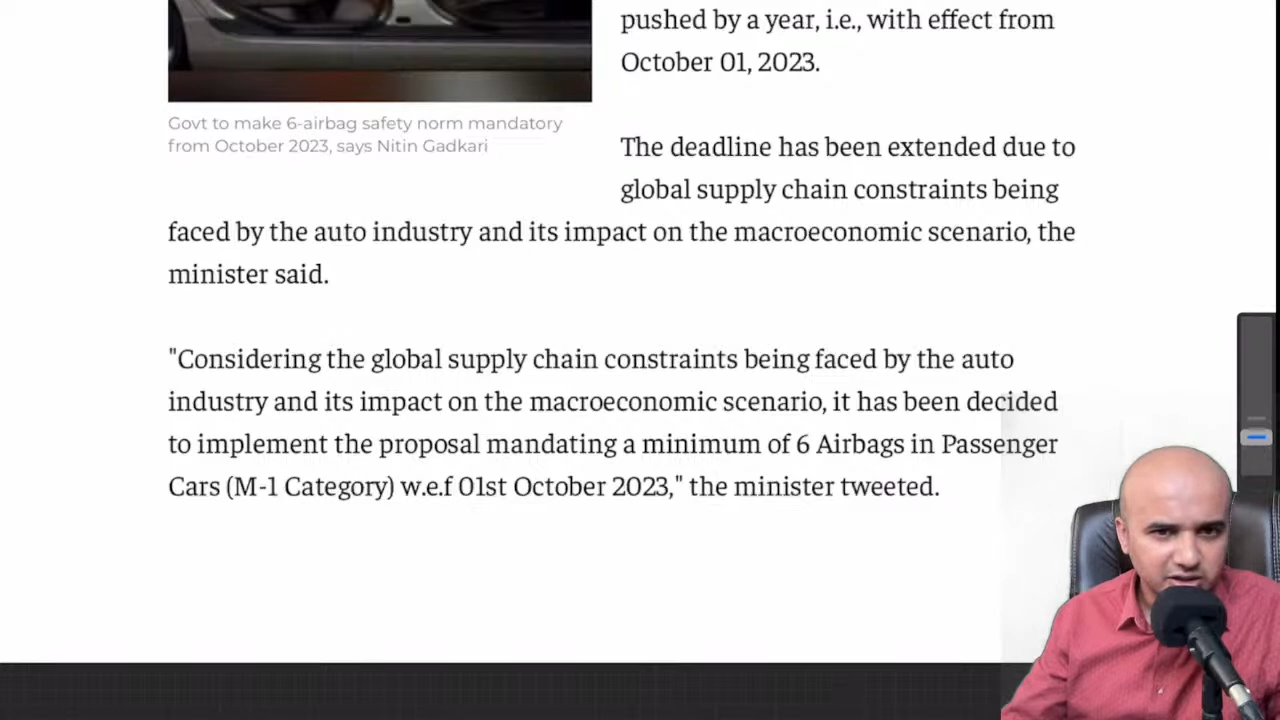 pushed by a year, i.e., with effect from
October 01, 2023.
Govt to make 6-airbag safety norm mandatory
from October 2023, says Nitin Gadkari
The deadline has been extended due to
global supply chain constraints being
faced by the auto industry and its impact on the macroeconomic scenario, the
minister said.
"Considering the global supply chain constraints being faced by the auto
industry and its impact on the macroeconomic scenario, it has been decided
to implement the proposal mandating a minimum of 6 Airbags in Passenger
Cars (M-1 Category) w.e.f 01st October 2023," the minister tweeted.